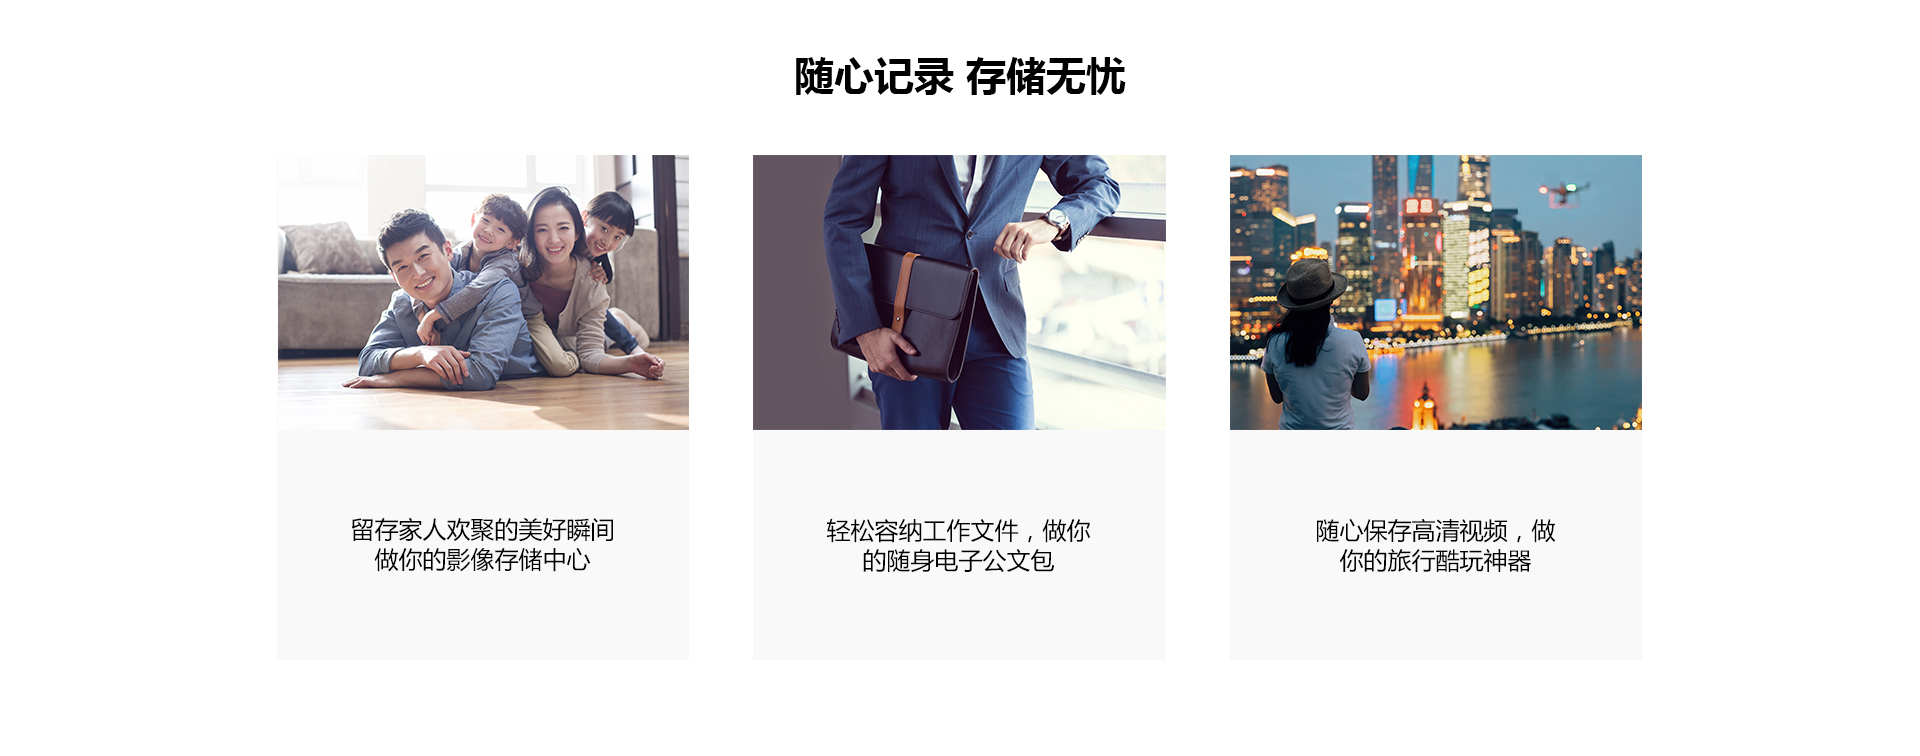 随心记录 存储无忧
留存家人欢聚的美好瞬间
做你的影像存储中心
轻松容纳工作文件，做你
的随身电子公文包
随心保存高清视频，做
你的旅行酷玩神器